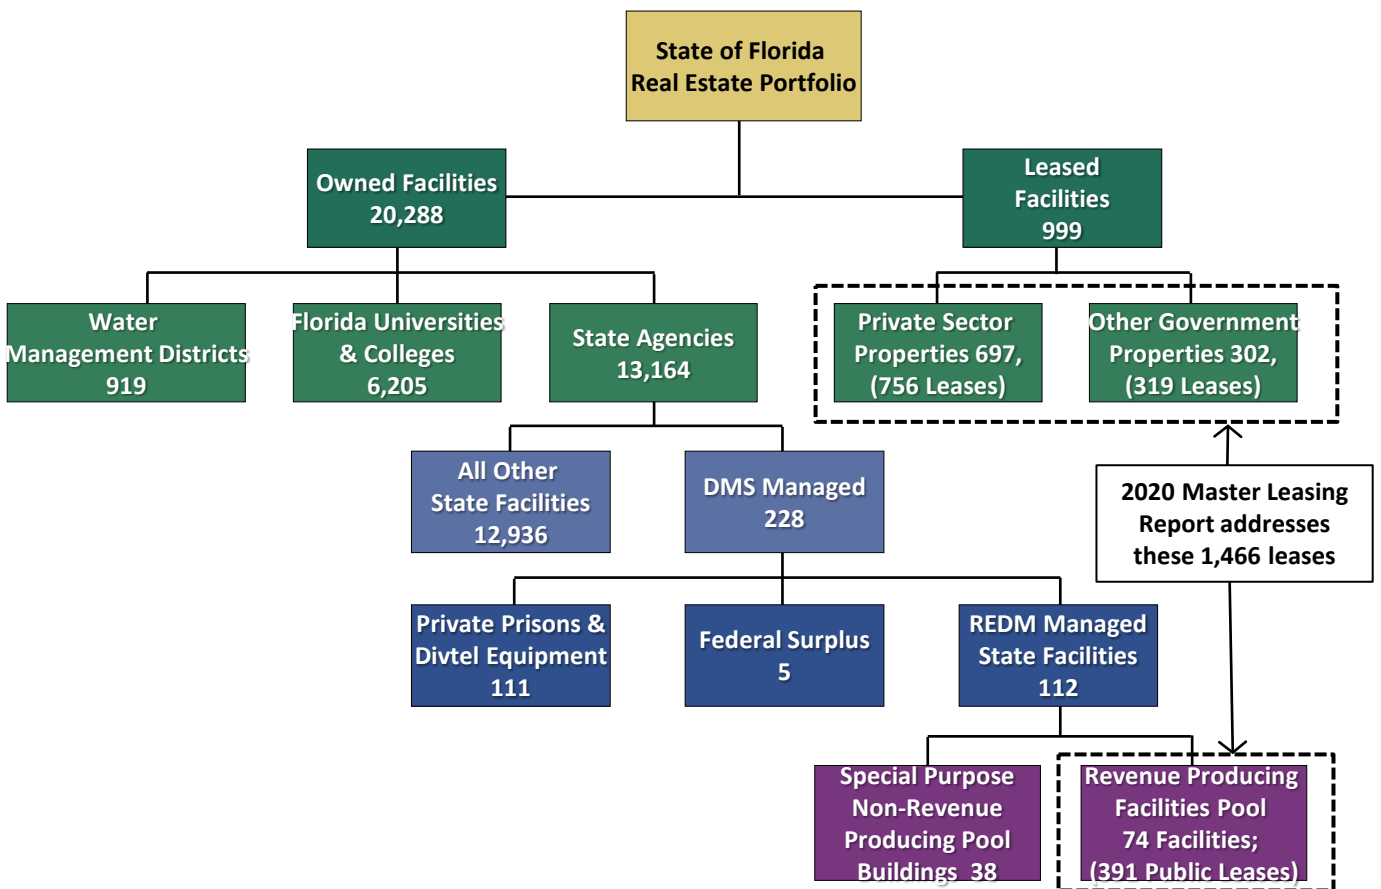 State of Florida
Real Estate Portfolio
Owned Facilities
20,288
Leased
Facilities
999
Water
Management Districts
919
Florida Universities
& Colleges
6,205
State Agencies
13,164
Private Sector
Properties 697,
(756 Leases)
Other Government
Properties 302,
(319 Leases)
All Other
State Facilities
12,936
DMS Managed
228
2020 Master Leasing
Report addresses
these 1,466 leases
Private Prisons &
Divtel Equipment
111
Federal Surplus
5
REDM Managed
State Facilities
112
Special Purpose
Non-Revenue
Producing Pool
Buildings 38
Revenue Producing
Facilities Pool
74 Facilities;
(391 Public Leases)